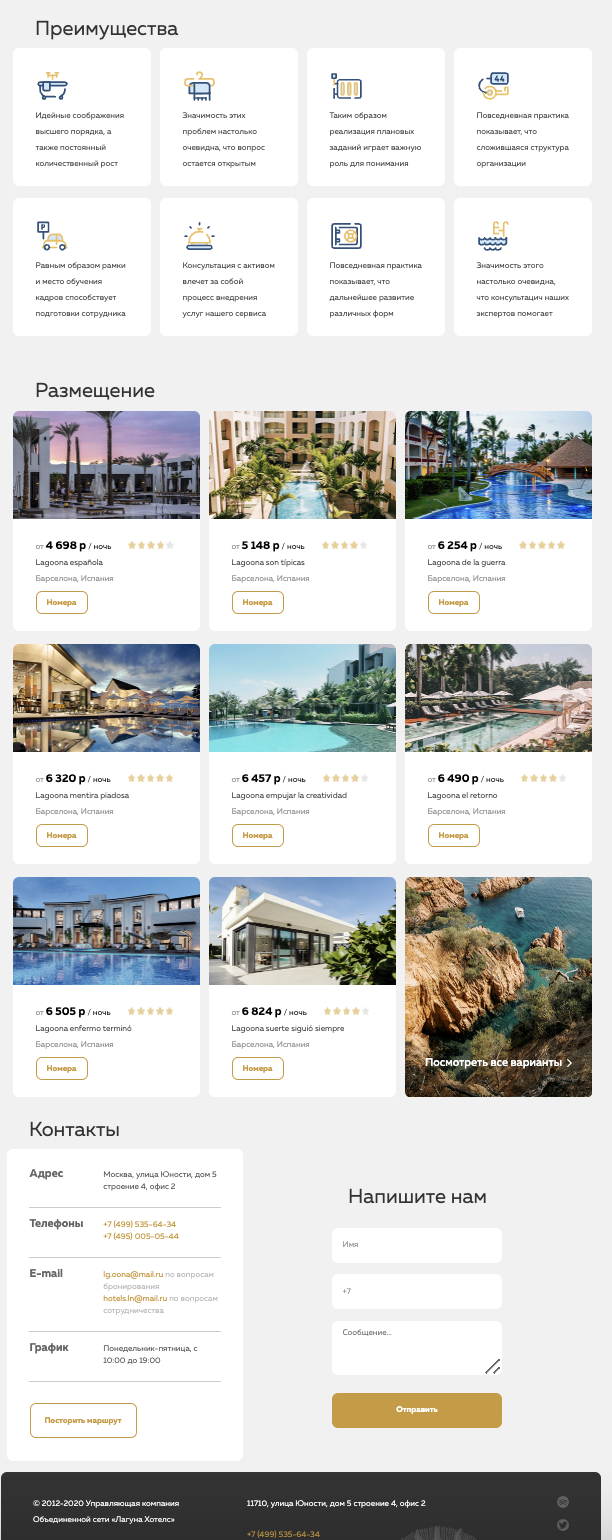 Преимущества
Идейные соображения
высшего порядка, а
также постоянный
количественный рост
Значимость этих
проблем настолько
очевидна, что вопрос
остается открытым
Таким образом
реализация плановых
заданий играет важную
роль для понимания
44
Повседневная практика
показывает, что
сложившаяся структура
организации
P
Равным образом рамки
и место обучения
кадров способствует
подготовки сотрудника
Консультация с активом
влечет за собой
процесс внедрения
услуг нашего сервиса
Повседневная практика
показывает, что
дальнейшее развитие
различных форм
Значимость этого
настолько очевидна,
что консультацич наших
экспертов помогает
Размещение
от 4 698 р / ночь
Lagoona española
Барселона, Испания
Номера
от 5 148 р / ночь
Lagoona son típicas
Барселона, Испания
Номера
от 6 254 р / ночь
Lagoona de la guerra
Барселона, Испания
Номера
от 6 320 р / ночь
Lagoona mentira piadosa
Барселона, Испания
Номера
от 6 457 р / ночь
Lagoona empujar la creatividad
Барселона, Испания
Номера
от 6 490 р / ночь
Lagoona el retorno
Барселона, Испания
Номера
от 6 505 р / ночь
Lagoona enfermo terminó
Барселона, Испания
Номера
от 6 824 р / ночь
Lagoona suerte siguió siempre
Барселона, Испания
Номера
Посмотреть все варианты
Контакты
Адрес
Москва, улица Юности, дом 5
строение 4, офис 2
Телефоны
+7 (499) 535-64-34
+7 (495) 005-05-44
E-mail
lg.oona@mail.ru по вопросам
бронирования
hotels.ln@mail.ru по вопросам
сотрудничества
График
Понедельник-пятница, с
10:00 до 19:00
Посторить маршрут
Напишите нам
Имя
+7
Сообщение...
Отправить
© 2012-2020 Управляющая компания
Объединенной сети «Лагуна Хотелс»
11710, улица Юности, дом 5 строение 4, офис 2
+7 (499) 535-64-34